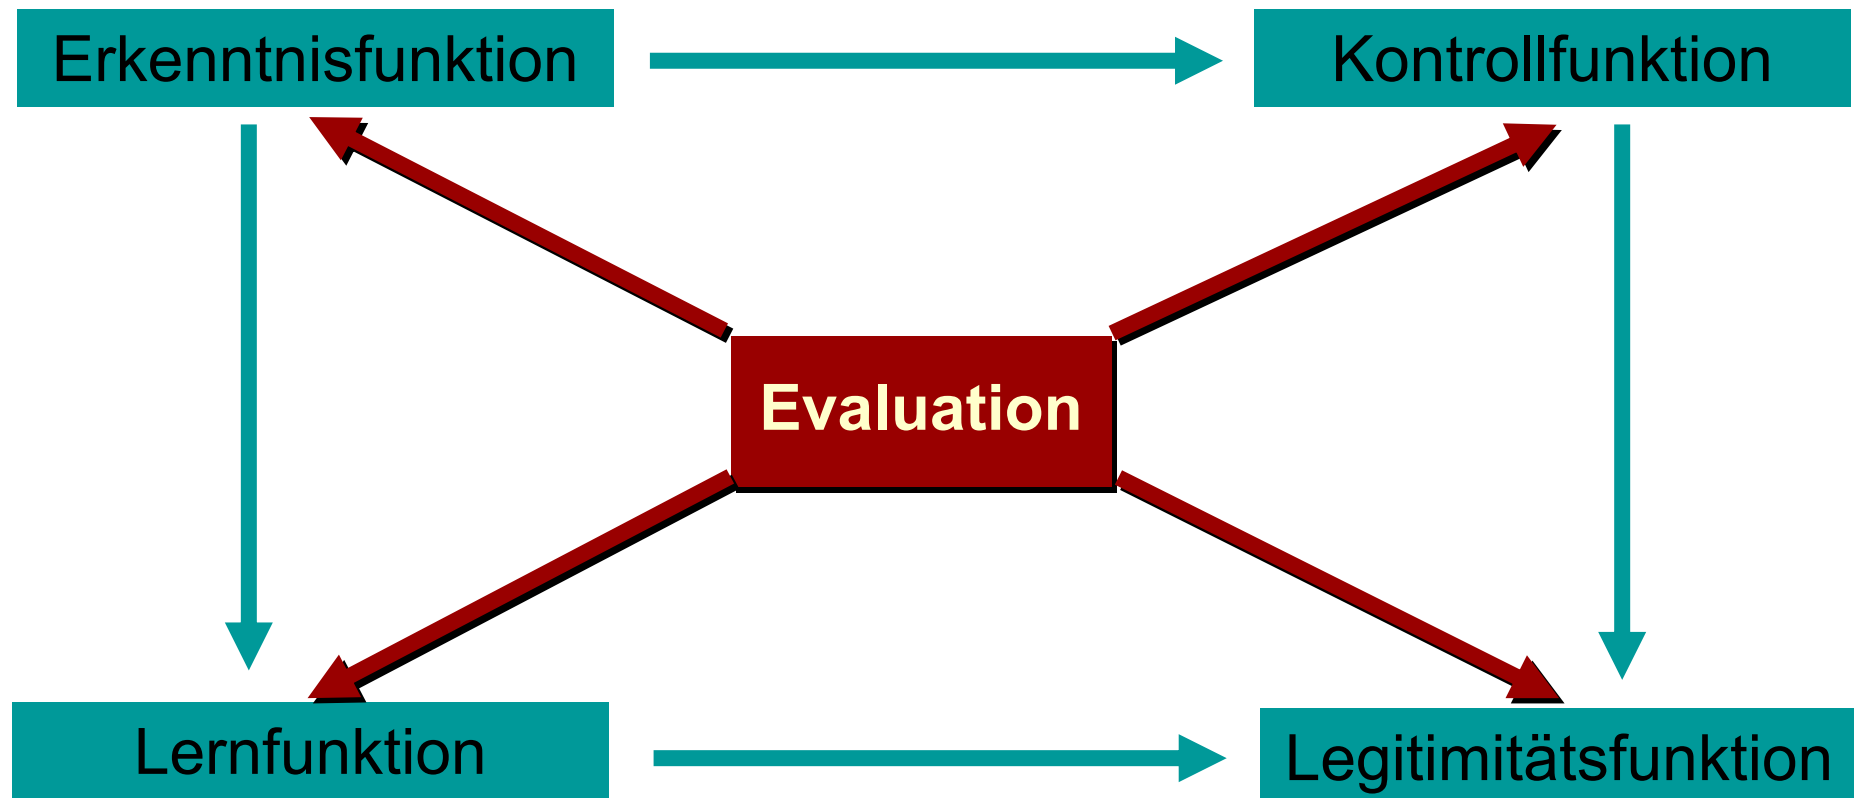 Erkenntnisfunktion
Kontrollfunktion
Evaluation
Lernfunktion
Legitimitätsfunktion